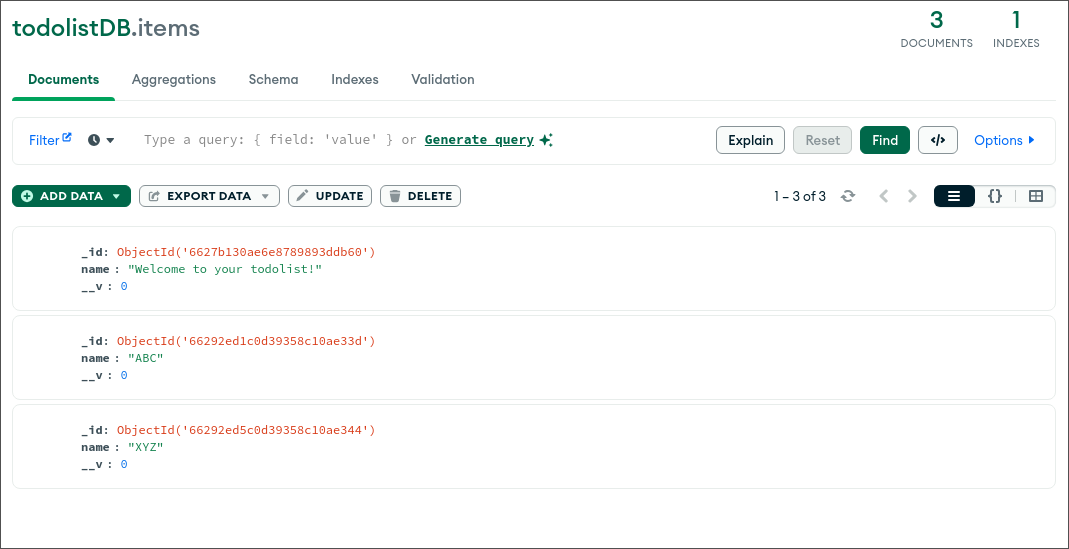 todolistDB.items
3 1
DOCUMENTS INDEXES
Documents Aggregations Schema Indexes Validation
Filter Type a query: { field: 'value' } or Generate query Explain Reset Find </> Options
ADD DATA EXPORT DATA UPDATE DELETE 1 – 3 of 3 {}
_id: ObjectId('6627b130ae6e8789893ddb60')
name : "Welcome to your todolist!"
__v : 0
_id: ObjectId('66292ed1c0d39358c10ae33d')
name : "ABC"
__v : 0
_id: ObjectId('66292ed5c0d39358c10ae344')
name : "XYZ"
__v : 0